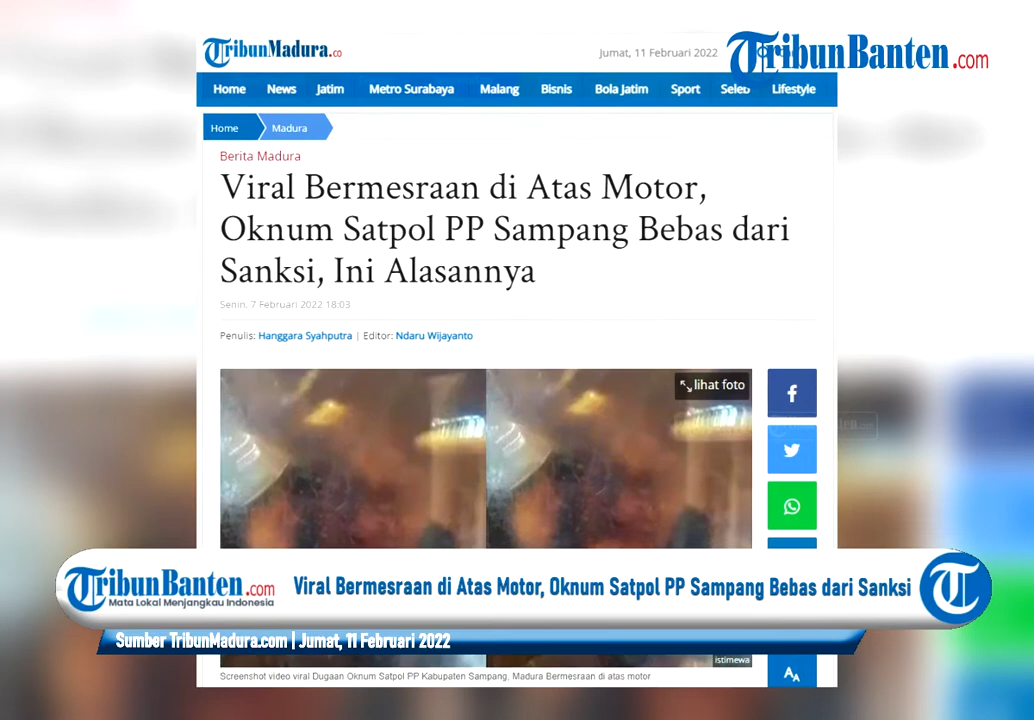 TribunMadura.co
Jumat, 11 Februari 2022
TribunBanten.com
Home News Jatim Metro Surabaya Malang Bisnis Bola Jatim Sport Seleb Lifestyle
Home Madura
Berita Madura
Viral Bermesraan di Atas Motor,
Oknum Satpol PP Sampang Bebas dari
Sanksi, Ini Alasannya
Senin, 7 Februari 2022 18:03
Penulis: Hanggara Syahputra | Editor: Ndaru Wijayanto
lihat foto
TribunBanten.com
Mata Lokal Menjangkau Indonesia
Viral Bermesraan di Atas Motor, Oknum Satpol PP Sampang Bebas dari Sanksi
Sumber TribunMadura.com | Jumat, 11 Februari 2022
istimewa
Screenshot video viral Dugaan Oknum Satpol PP Kabupaten Sampang, Madura Bermesraan di atas motor
AA